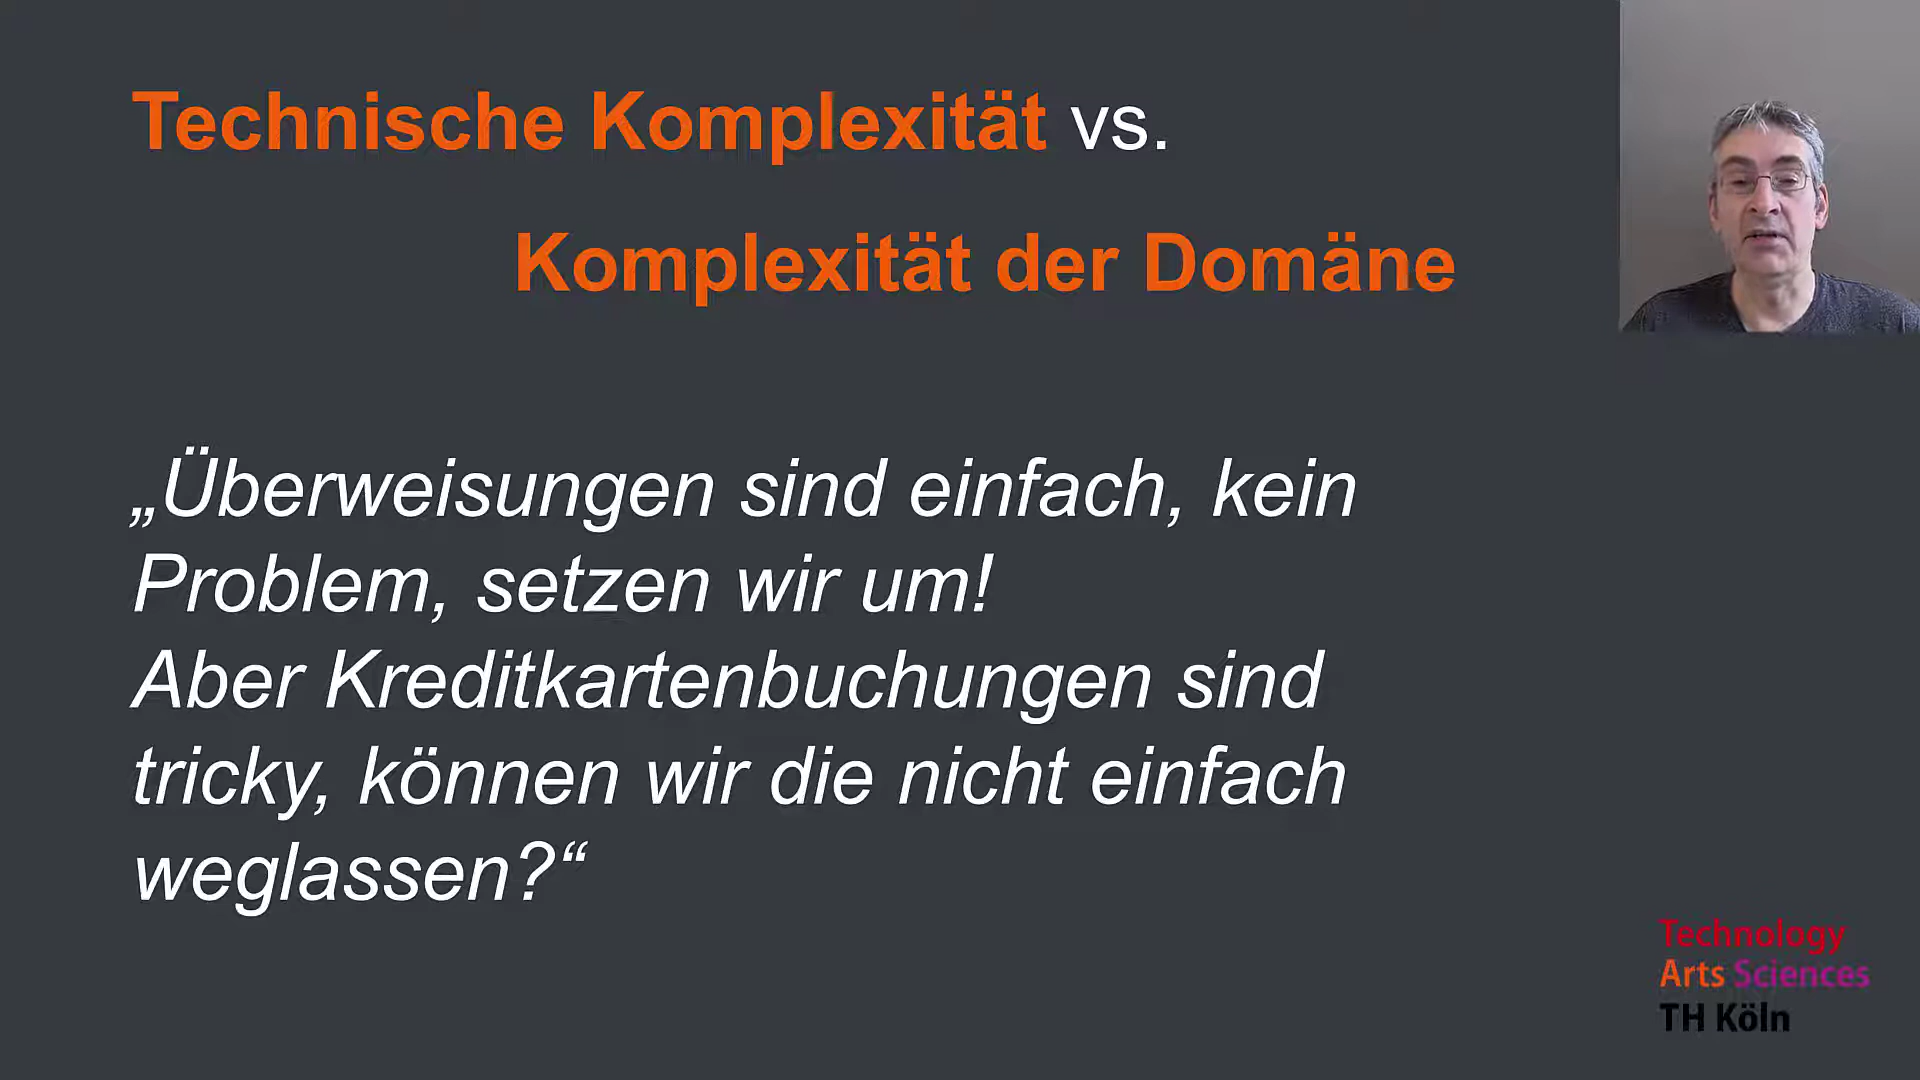 Technische Komplexität vs.
Komplexität der Domäne
„Überweisungen sind einfach, kein
Problem, setzen wir um!
Aber Kreditkartenbuchungen sind
tricky, können wir die nicht einfach
weglassen?“
Technology
Arts Sciences
TH Köln